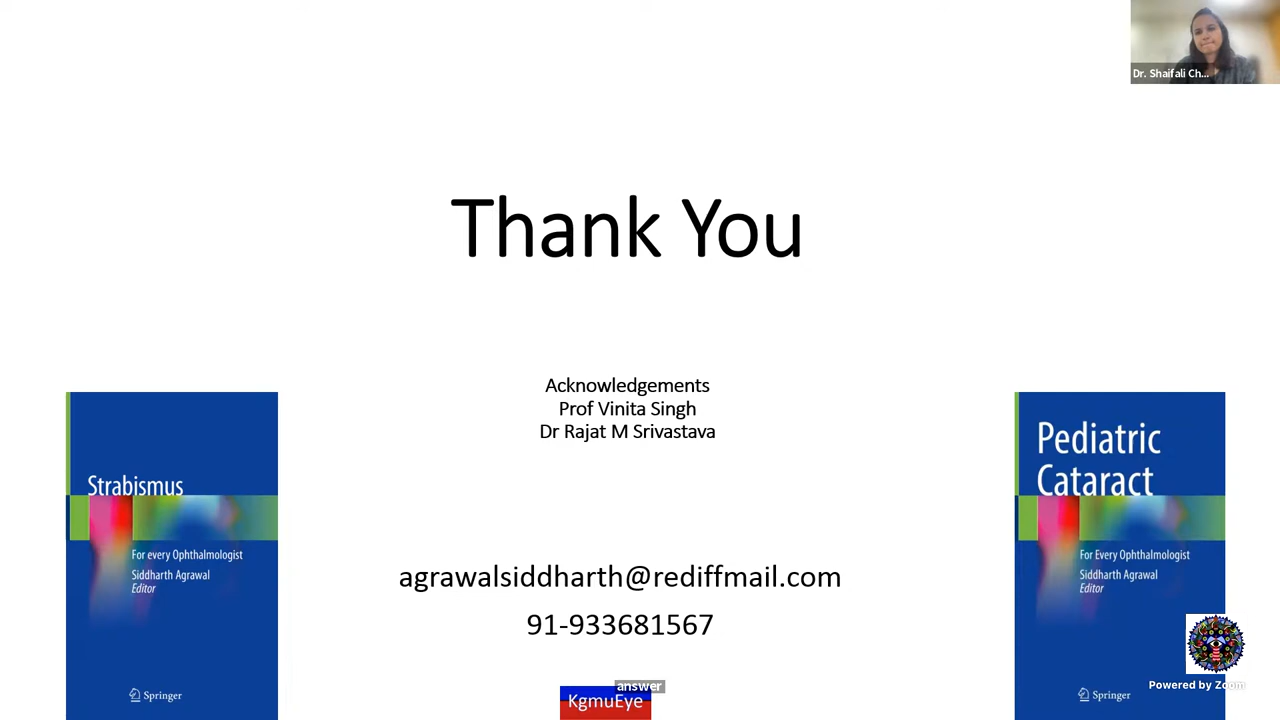 Dr. Shaifali Ch...
Thank You
Acknowledgements
Prof Vinita Singh
Dr Rajat M Srivastava
Strabismus
For every Ophthalmologist
Siddharth Agrawal
Editor
Springer
Pediatric
Cataract
For Every Ophthalmologist
Siddharth Agrawal
Editor
Springer
agrawalsiddharth@rediffmail.com
91-933681567
answer
KgmuEye
Powered by Zoom